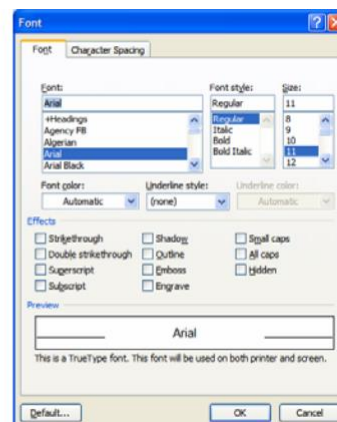 Font
Font Character Spacing
Font: Font style: Size:
Arial Regular 11
+Headings Regular 8
Agency FB Italic 9
Algerian Bold 10
Arial Bold Italic 11
Arial Black 12
Font color: Underline style: Underline color:
Automatic (none) Automatic
Effects
Strikethrough Shadow Small caps
Double strikethrough Outline All caps
Superscript Emboss Hidden
Subscript Engrave
Preview
Arial
This is a TrueType font. This font will be used on both printer and screen.
Default... OK Cancel